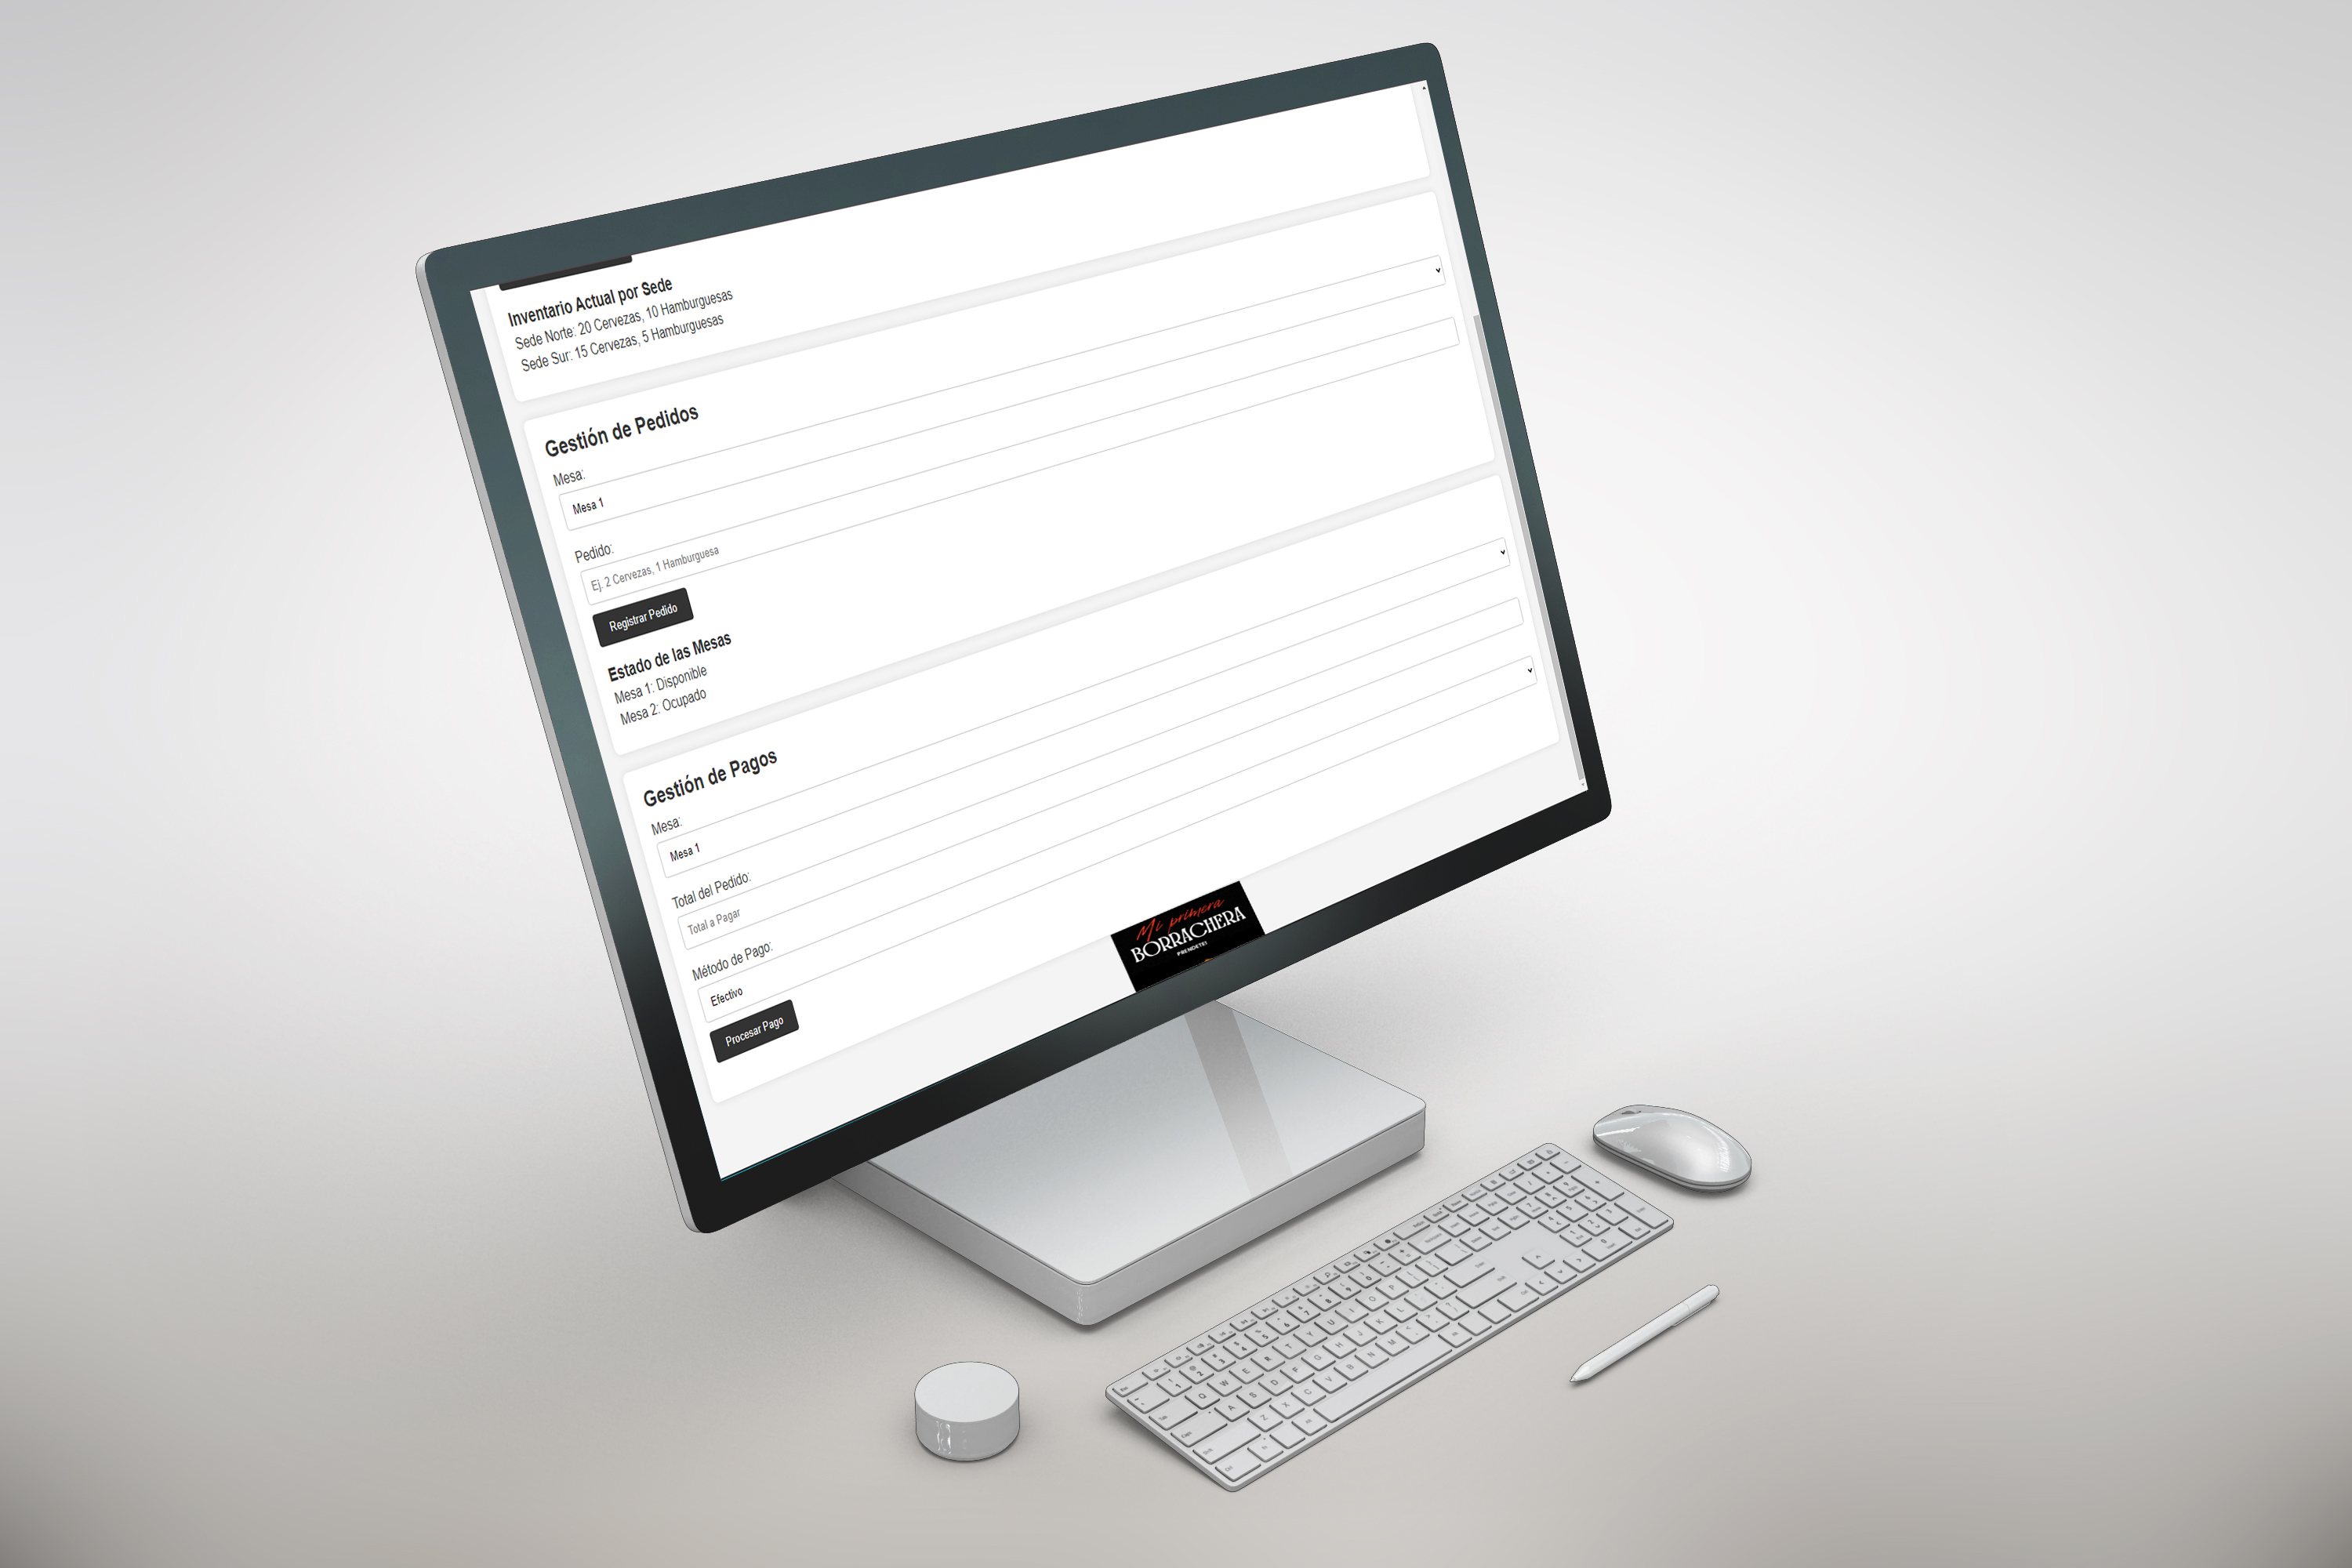 Inventario Actual por Sede
Sede Norte: 20 Cervezas, 10 Hamburguesas
Sede Sur: 15 Cervezas, 5 Hamburguesas
Gestión de Pedidos
Mesa:
Mesa 1
Pedido:
Ej. 2 Cervezas, 1 Hamburguesa
Registrar Pedido
Estado de las Mesas
Mesa 1: Disponible
Mesa 2: Ocupado
Gestión de Pagos
Mesa:
Mesa 1
Total del Pedido:
Total a Pagar
Método de Pago:
Efectivo
Procesar Pago
Mi primera
BORRACHERA
PRENDETE!